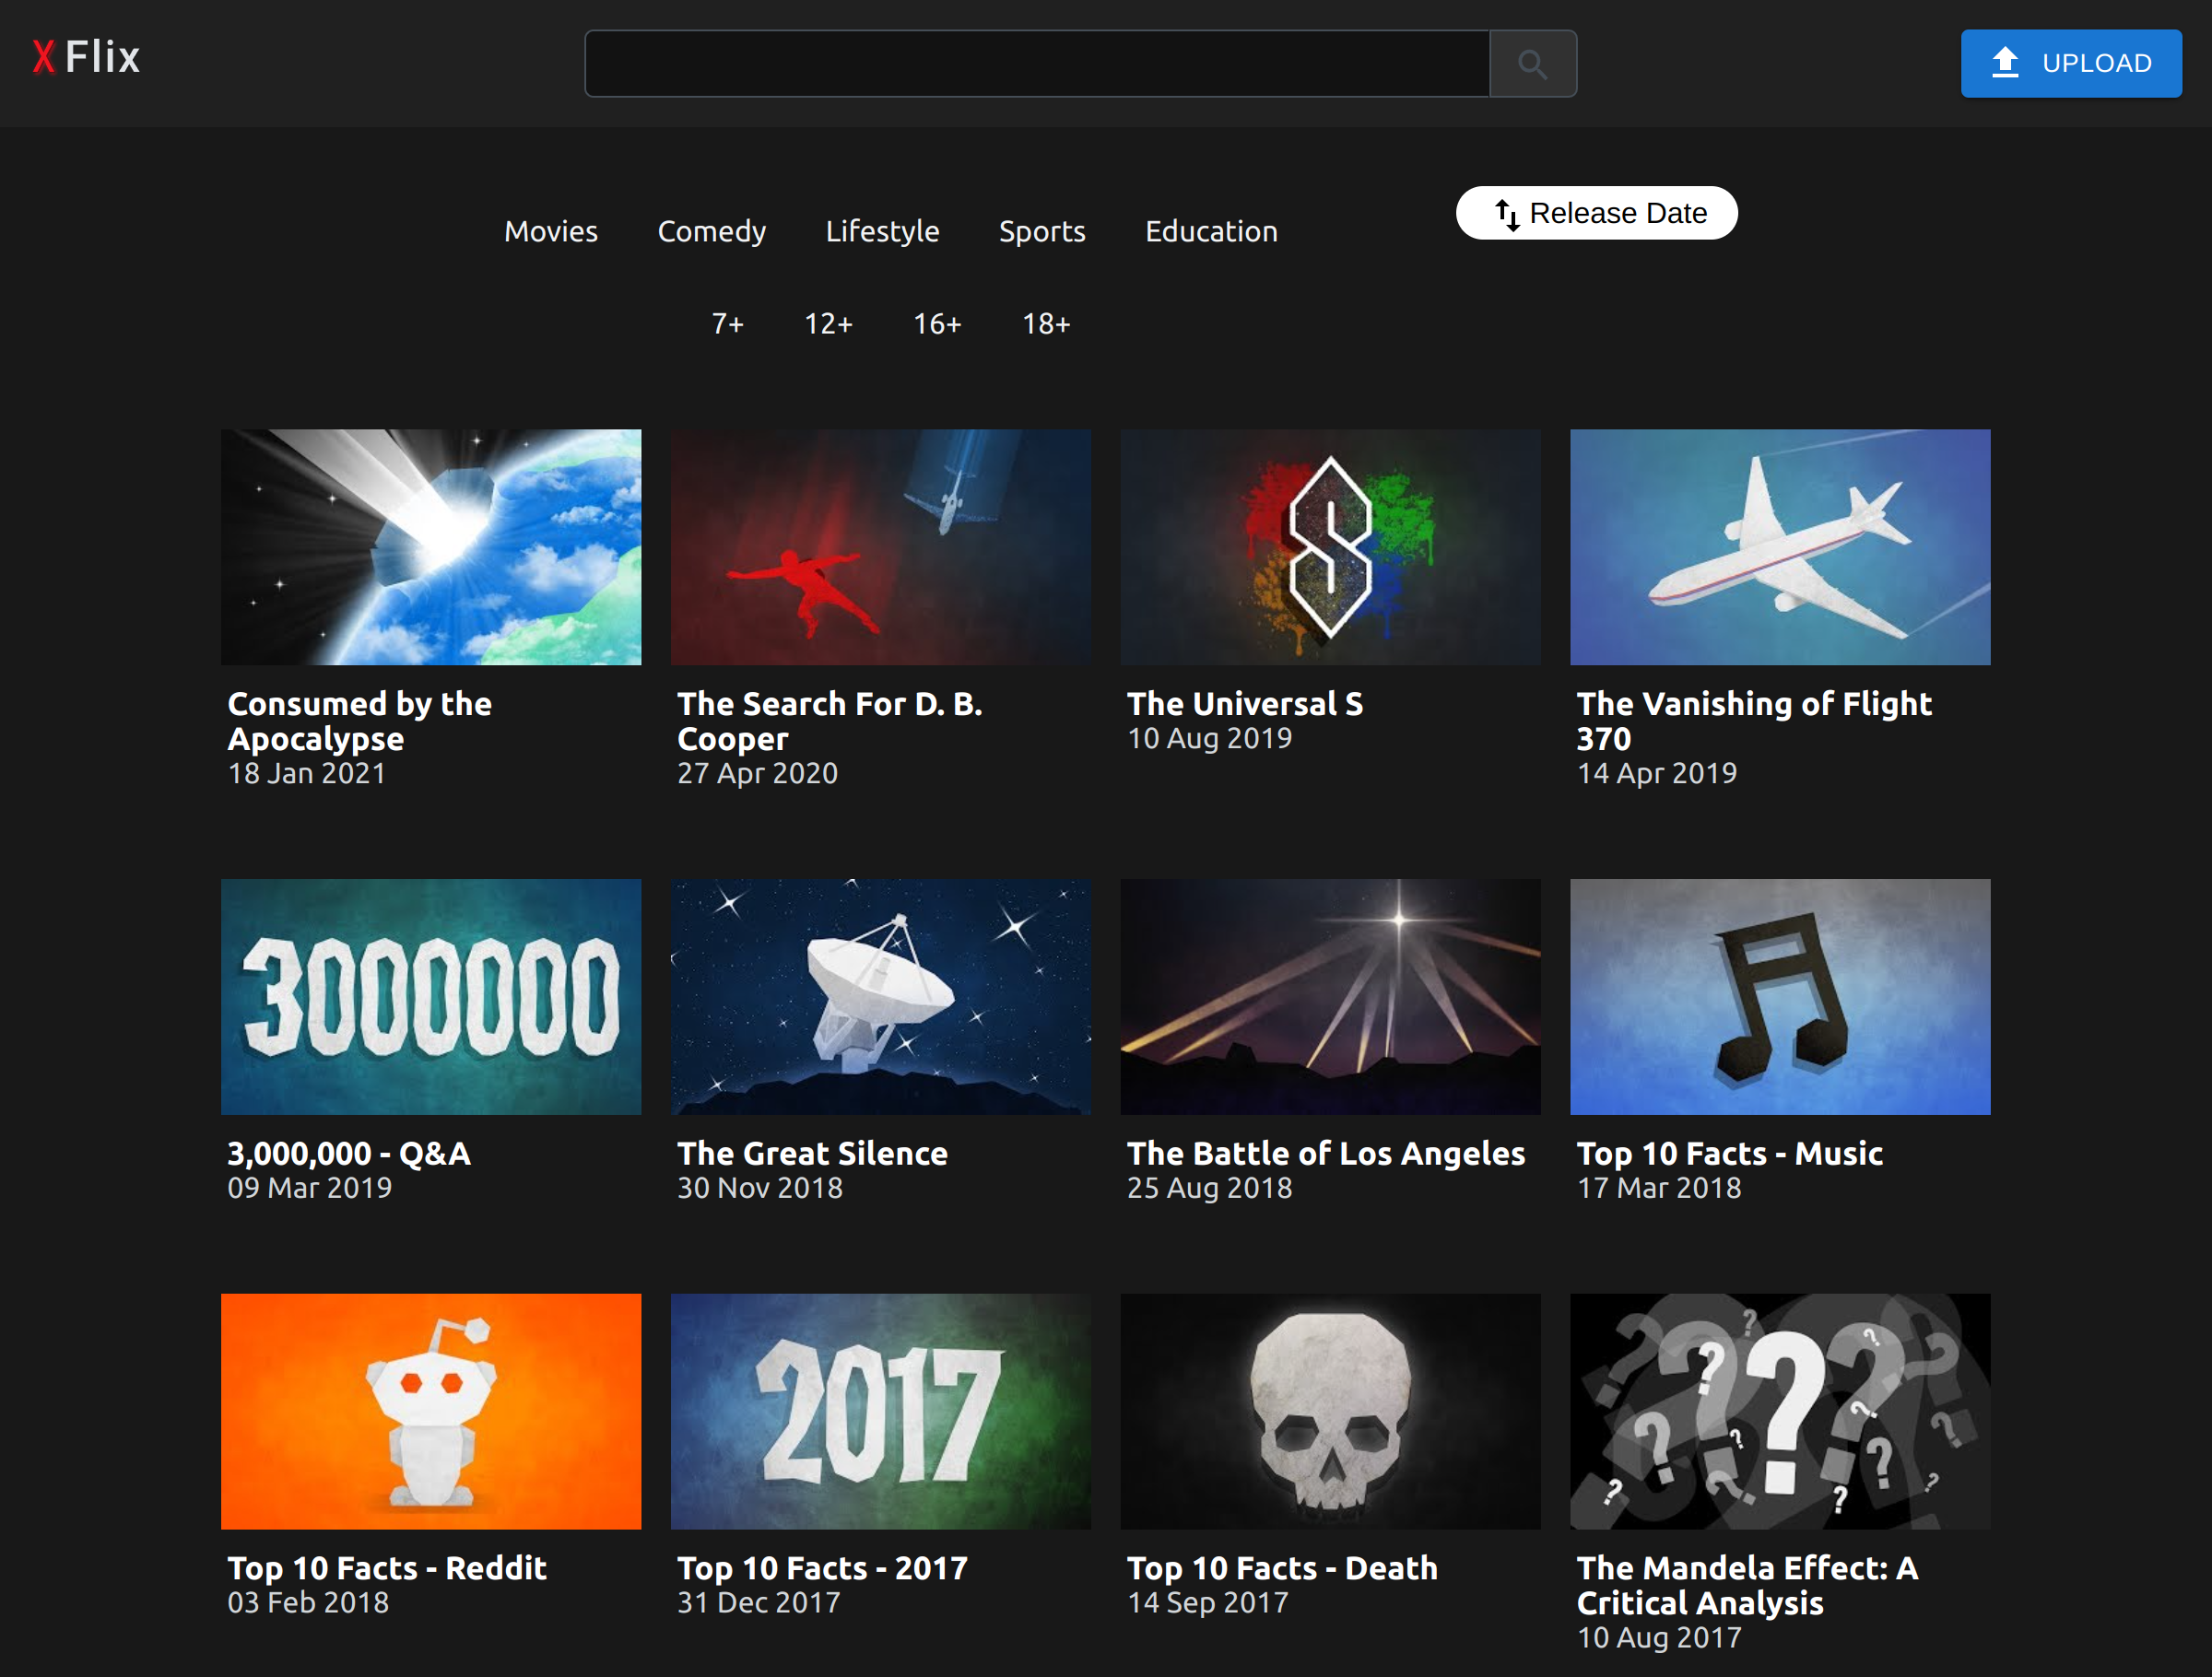 X Flix
UPLOAD
Movies Comedy Lifestyle Sports Education
Release Date
7+ 12+ 16+ 18+
Consumed by the
Apocalypse
18 Jan 2021
The Search For D. B.
Cooper
27 Apr 2020
The Universal S
10 Aug 2019
The Vanishing of Flight
370
14 Apr 2019
3000000
3,000,000 - Q&A
09 Mar 2019
The Great Silence
30 Nov 2018
The Battle of Los Angeles
25 Aug 2018
Top 10 Facts - Music
17 Mar 2018
Top 10 Facts - Reddit
03 Feb 2018
2017
Top 10 Facts - 2017
31 Dec 2017
Top 10 Facts - Death
14 Sep 2017
The Mandela Effect: A
Critical Analysis
10 Aug 2017